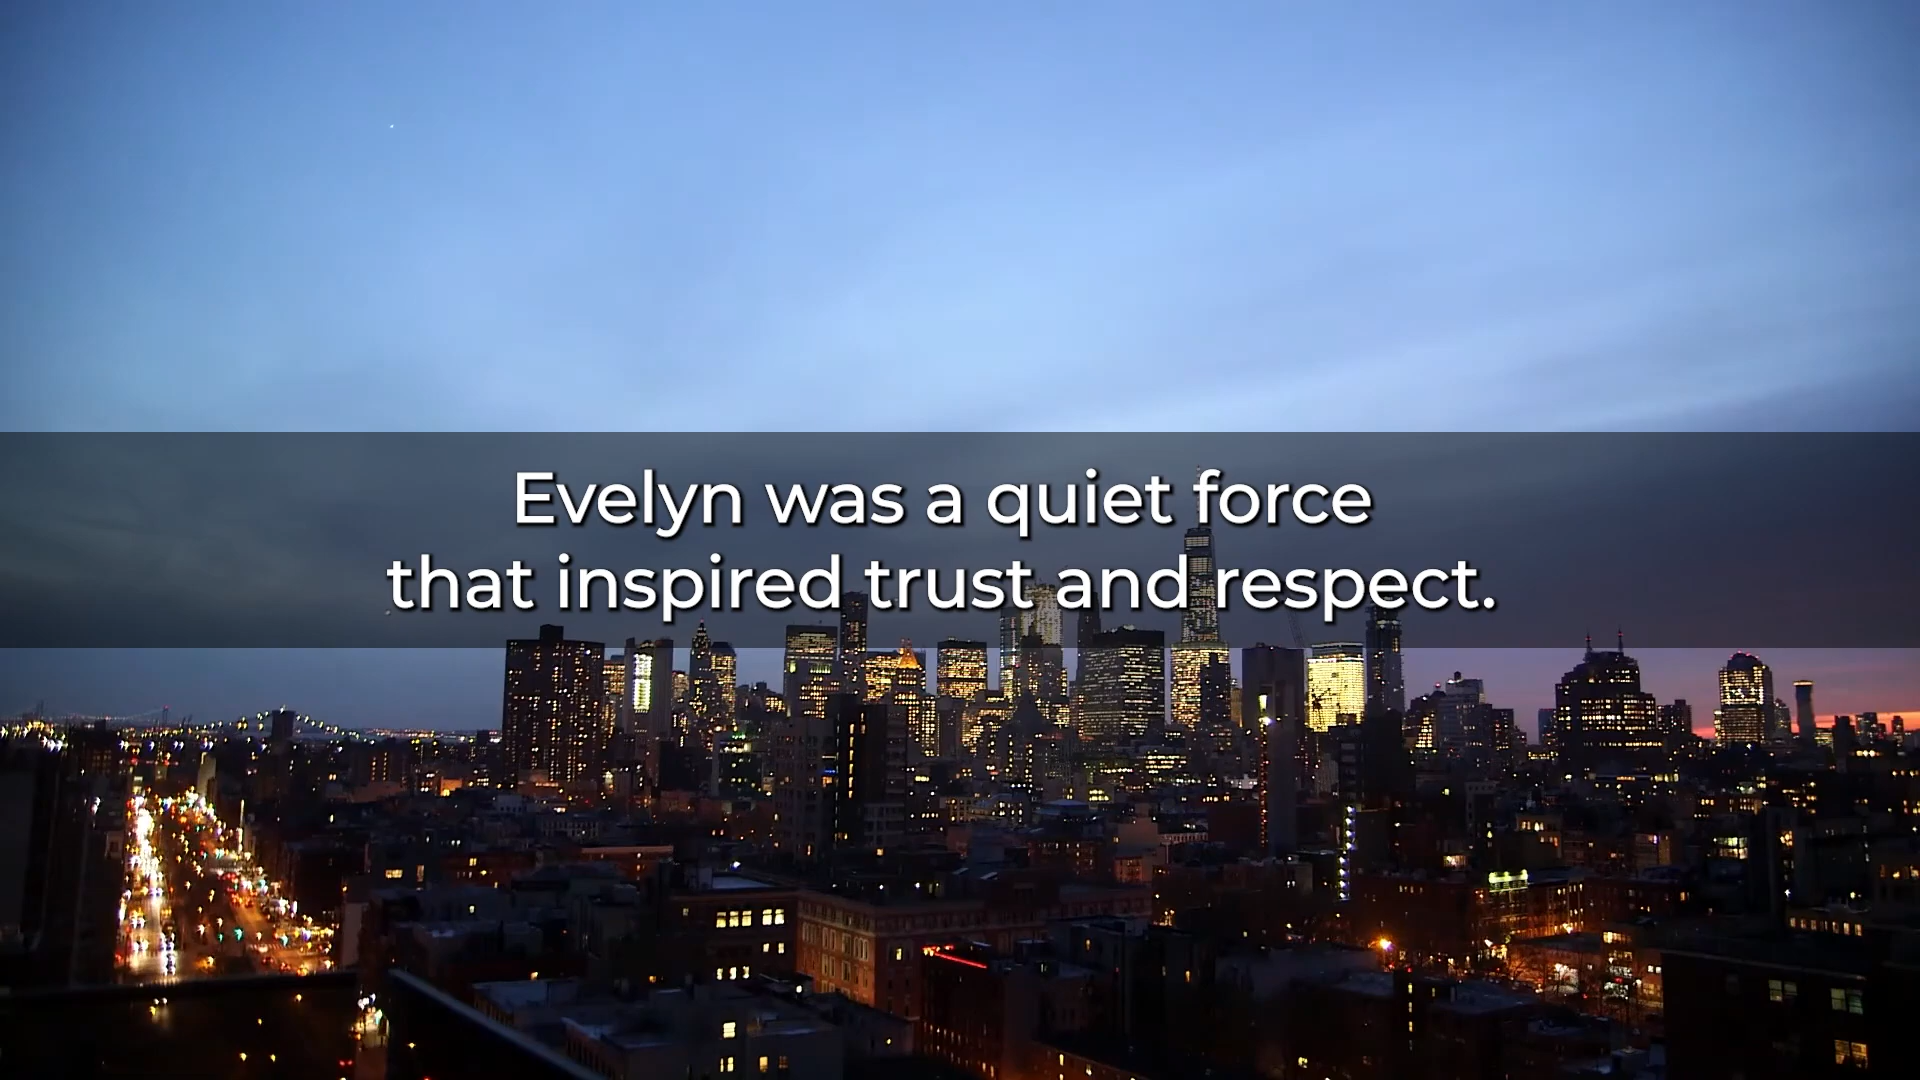 Evelyn was a quiet force
that inspired trust and respect.